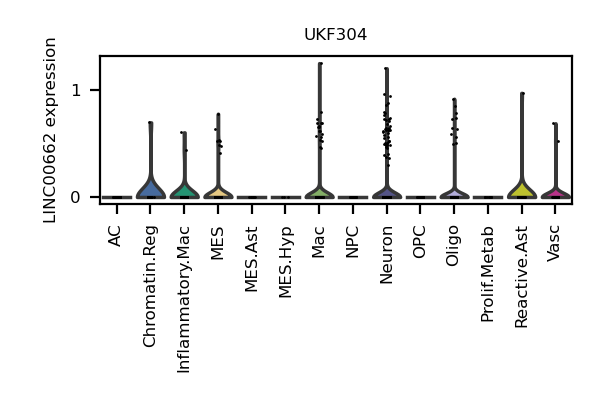 UKF304
LINC00662 expression
1
0
AC
Chromatin.Reg
Inflammatory.Mac
MES
MES.Ast
MES.Hyp
Mac
NPC
Neuron
OPC
Oligo
Prolif.Metab
Reactive.Ast
Vasc